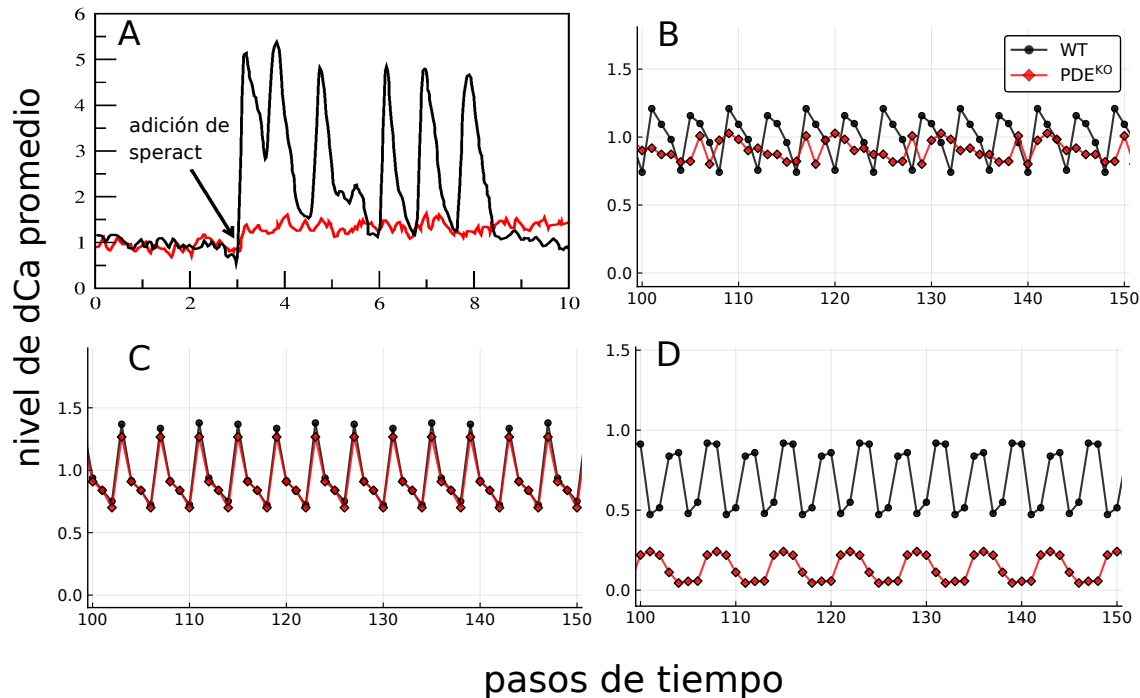 nivel de dCa promedio
A
6
5
4
3
2
1
0
adición de
speract
0 2 4 6 8 10
B
WT
PDE^KO
1.5
1.0
0.5
0.0
100 110 120 130 140 150
C
1.5
1.0
0.5
0.0
100 110 120 130 140 150
D
1.5
1.0
0.5
0.0
100 110 120 130 140 150
pasos de tiempo